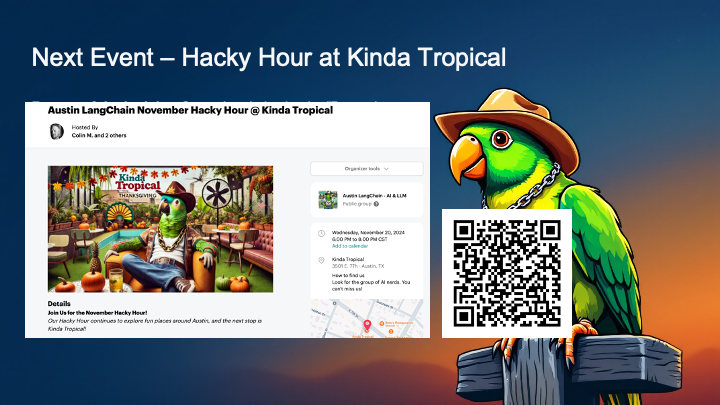 Next Event – Hacky Hour at Kinda Tropical
Austin LangChain November Hacky Hour @ Kinda Tropical
Hosted By
Colin M. and 2 others
Kinda
Tropical
THANKSGIVING
Details
Join Us for the November Hacky Hour!
Our Hacky Hour continues to explore fun places around Austin, and the next stop is
Kinda Tropical!
Organizer tools
Austin LangChain - AI & LLM
Public group
Wednesday, November 20, 2024
6:00 PM to 8:00 PM CST
Add to calendar
Kinda Tropical
3501 E. 7th · Austin, TX
How to find us
Look for the group of AI nerds. You
can't miss us!